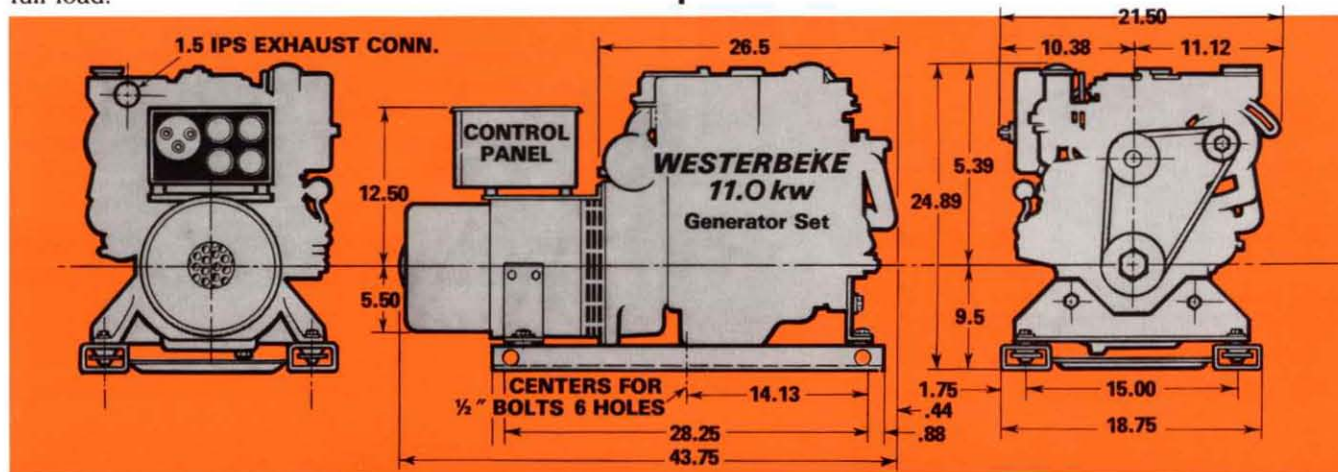 full load.
21.50
1.5 IPS EXHAUST CONN.
26.5
10.38
11.12
CONTROL
PANEL
WESTERBEKE
11.0 kw
Generator Set
12.50
5.39
24.89
5.50
9.5
CENTERS FOR
½" BOLTS 6 HOLES
14.13
1.75
15.00
.44
28.25
.88
18.75
43.75